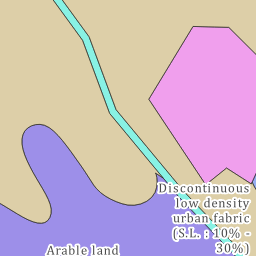 Discontinuous
low density
urban fabric
(S.L. : 10% -
30%)
Arable land